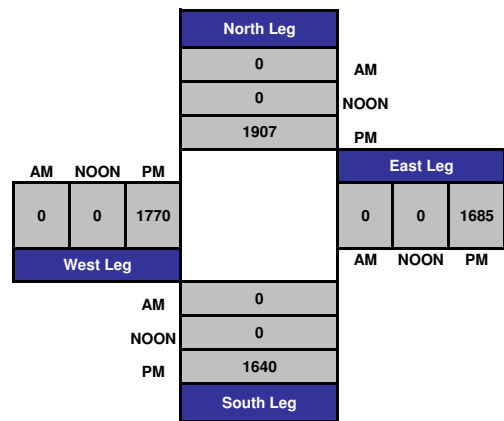 North Leg
0 AM
0 NOON
1907 PM
AM NOON PM
East Leg
0 0 1770
0 0 1685
West Leg
AM NOON PM
AM 0
NOON 0
PM 1640
South Leg